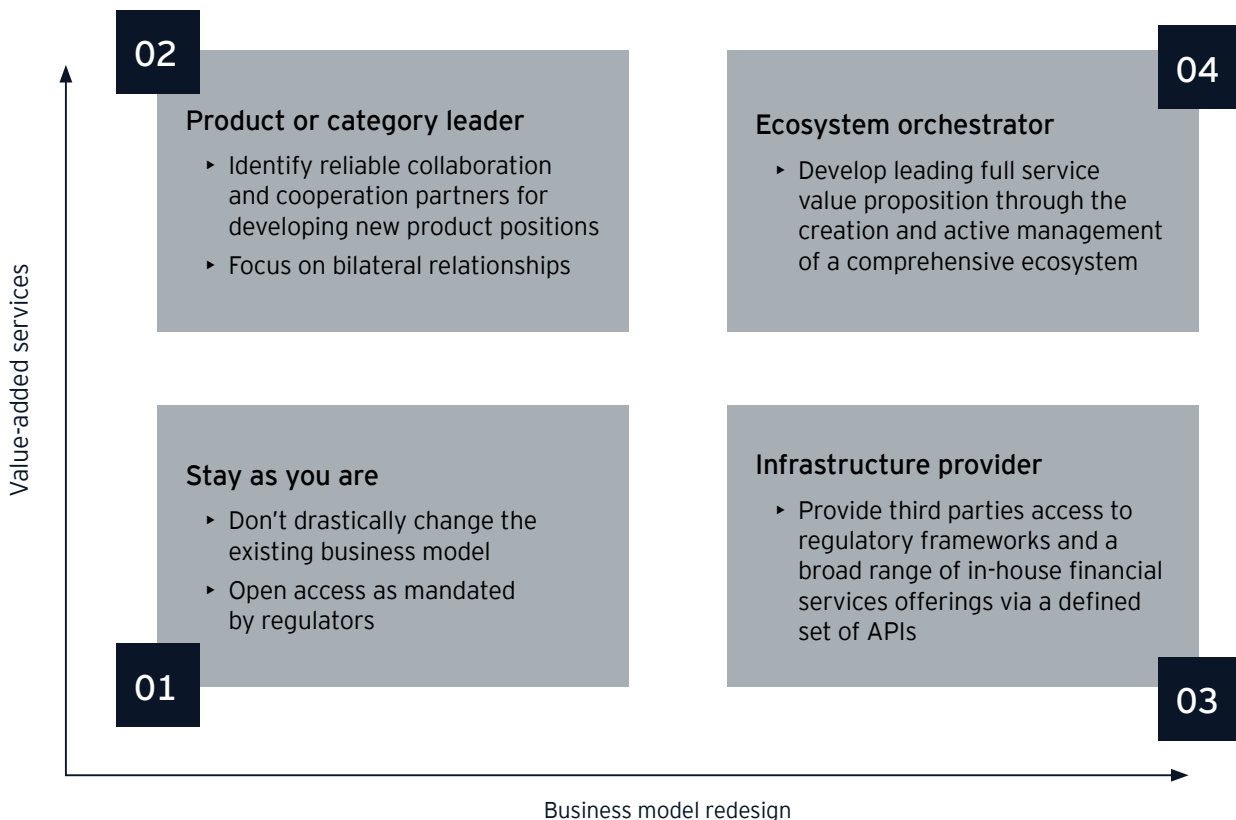 02
Product or category leader
‣ Identify reliable collaboration
and cooperation partners for
developing new product positions
‣ Focus on bilateral relationships
04
Ecosystem orchestrator
‣ Develop leading full service
value proposition through the
creation and active management
of a comprehensive ecosystem
Value-added services
Stay as you are
‣ Don't drastically change the
existing business model
‣ Open access as mandated
by regulators
01
Infrastructure provider
‣ Provide third parties access to
regulatory frameworks and a
broad range of in-house financial
services offerings via a defined
set of APIs
03
Business model redesign